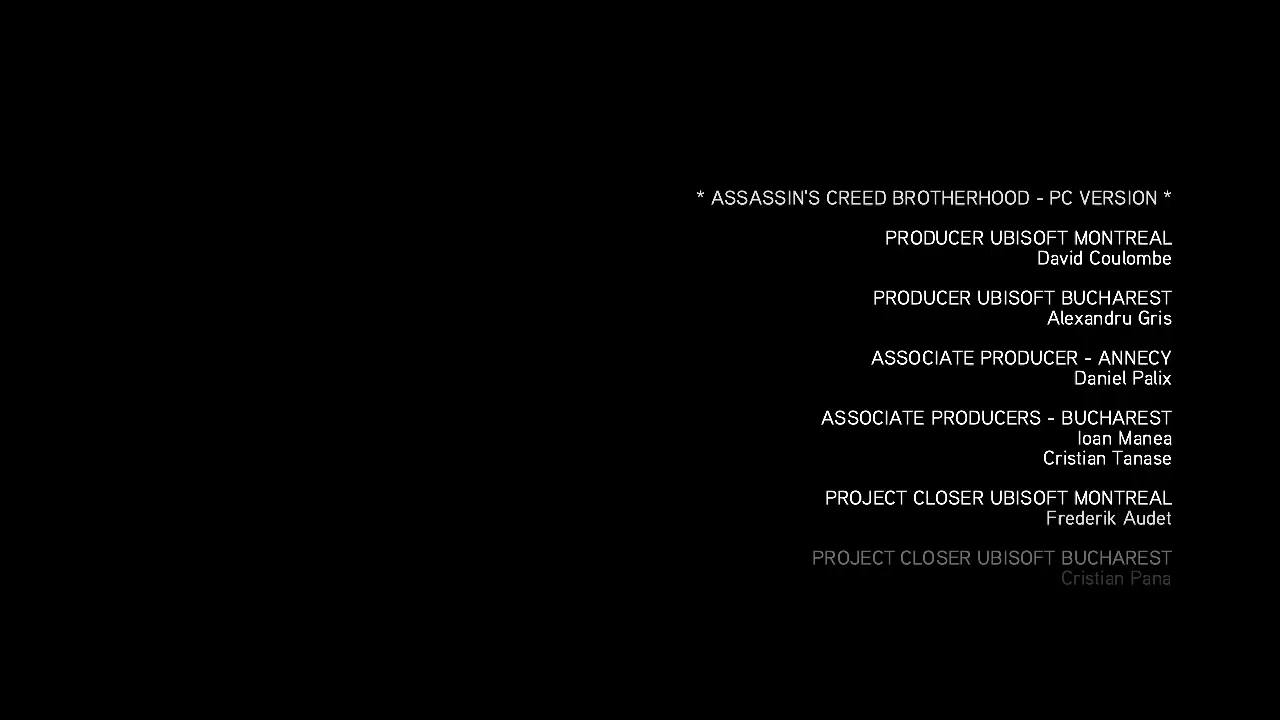 * ASSASSIN'S CREED BROTHERHOOD - PC VERSION *
PRODUCER UBISOFT MONTREAL
David Coulombe
PRODUCER UBISOFT BUCHAREST
Alexandru Gris
ASSOCIATE PRODUCER - ANNECY
Daniel Palix
ASSOCIATE PRODUCERS - BUCHAREST
Ioan Manea
Cristian Tanase
PROJECT CLOSER UBISOFT MONTREAL
Frederik Audet
PROJECT CLOSER UBISOFT BUCHAREST
Cristian Pana